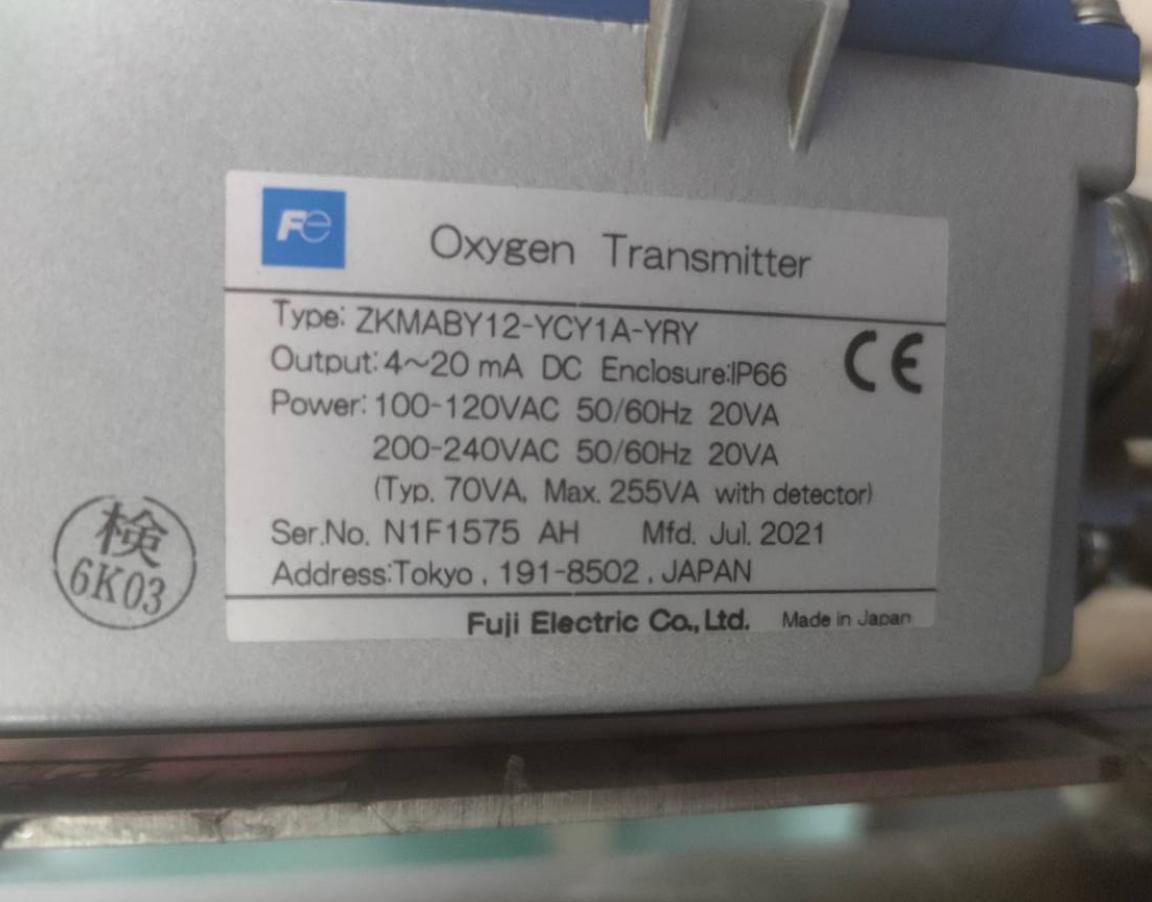 Fe
Oxygen Transmitter
Type: ZKMABY12-YCY1A-YRY
Output:4~20 mA DC Enclosure:IP66
CE
Power: 100-120VAC 50/60Hz 20VA
200-240VAC 50/60Hz 20VA
(Typ. 70VA, Max. 255VA with detector)
Ser.No. N1F1575 AH Mfd. Jul. 2021
Address:Tokyo, 191-8502, JAPAN
Fuji Electric Co., Ltd. Made in Japan
検
6K03